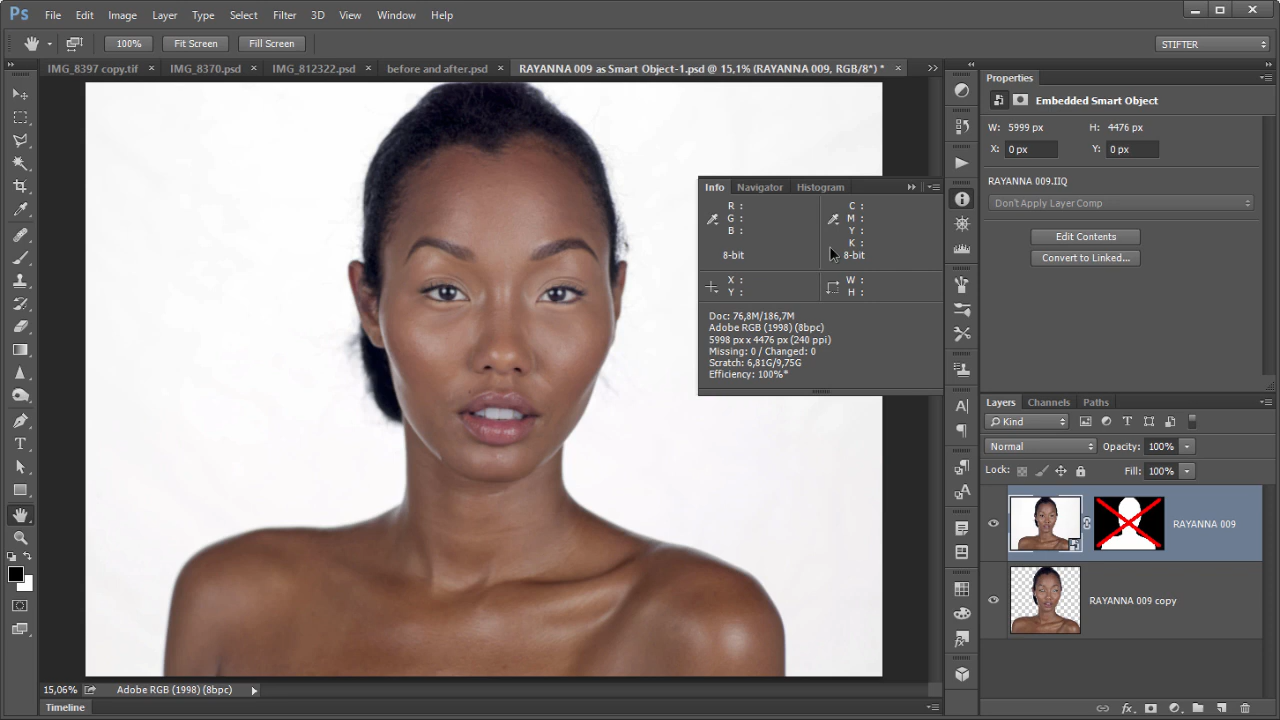 Ps File Edit Image Layer Type Select Filter 3D View Window Help
100% Fit Screen Fill Screen STIFTER
IMG_8397 copy.tif × IMG_8370.psd × IMG_812322.psd × before and after.psd × RAYANNA 009 as Smart Object-1.psd @ 15,1% (RAYANNA 009, RGB/8*) * ×
Properties
Embedded Smart Object
W: 5999 px H: 4476 px
X: 0 px Y: 0 px
RAYANNA 009.IIQ
Don't Apply Layer Comp
Edit Contents
Convert to Linked...
Info Navigator Histogram
R : C :
G : M :
B : Y :
K :
8-bit 8-bit
X : W :
Y : H :
Doc: 76,8M/186,7M
Adobe RGB (1998) (8bpc)
5998 px x 4476 px (240 ppi)
Missing: 0 / Changed: 0
Scratch: 6,81G/9,75G
Efficiency: 100%*
Layers Channels Paths
Kind
Normal Opacity: 100%
Lock: Fill: 100%
RAYANNA 009
RAYANNA 009 copy
15,06% Adobe RGB (1998) (8bpc)
Timeline